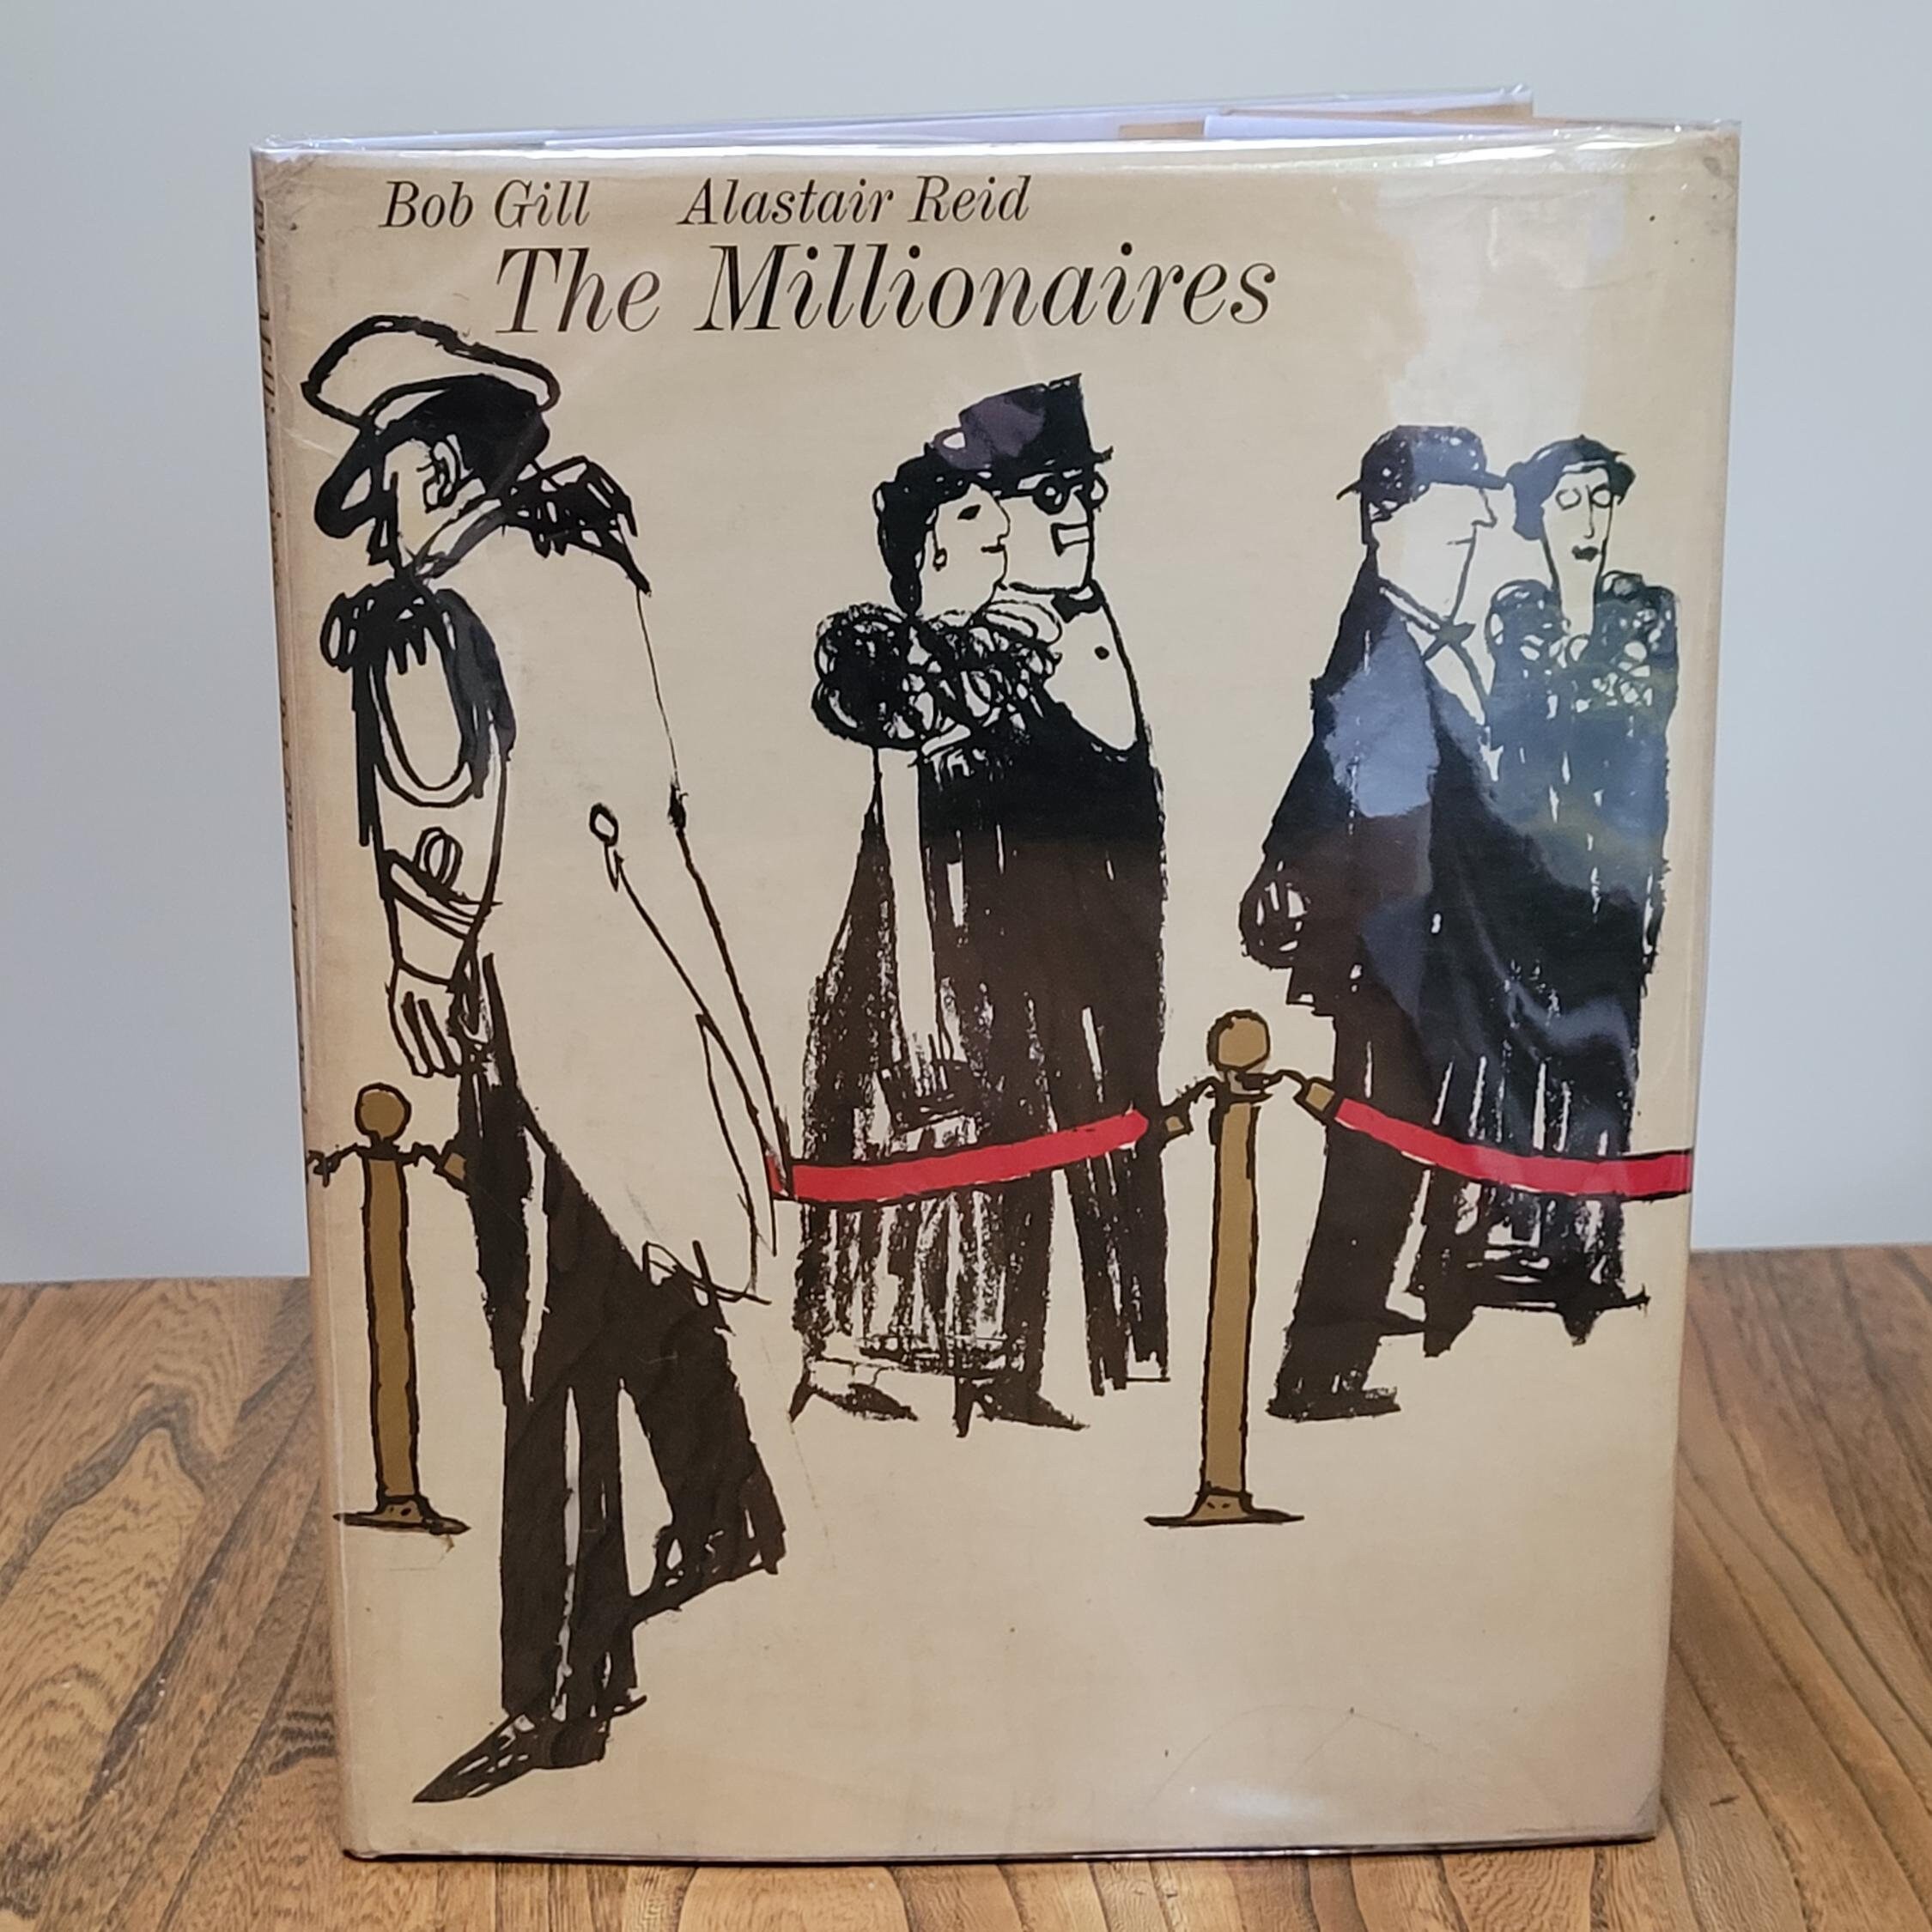 Bob Gill Alastair Reid
The Millionaires